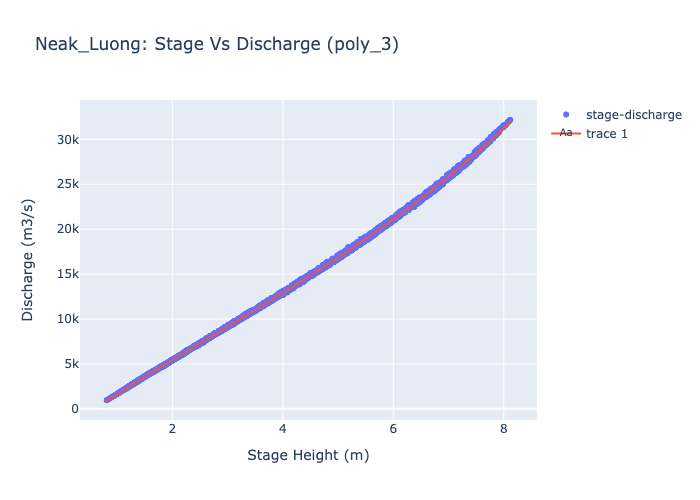 Neak_Luong: Stage Vs Discharge (poly_3)
stage-discharge
Aa trace 1
30k
25k
20k
15k
10k
5k
0
2 4 6 8
Discharge (m3/s)
Stage Height (m)